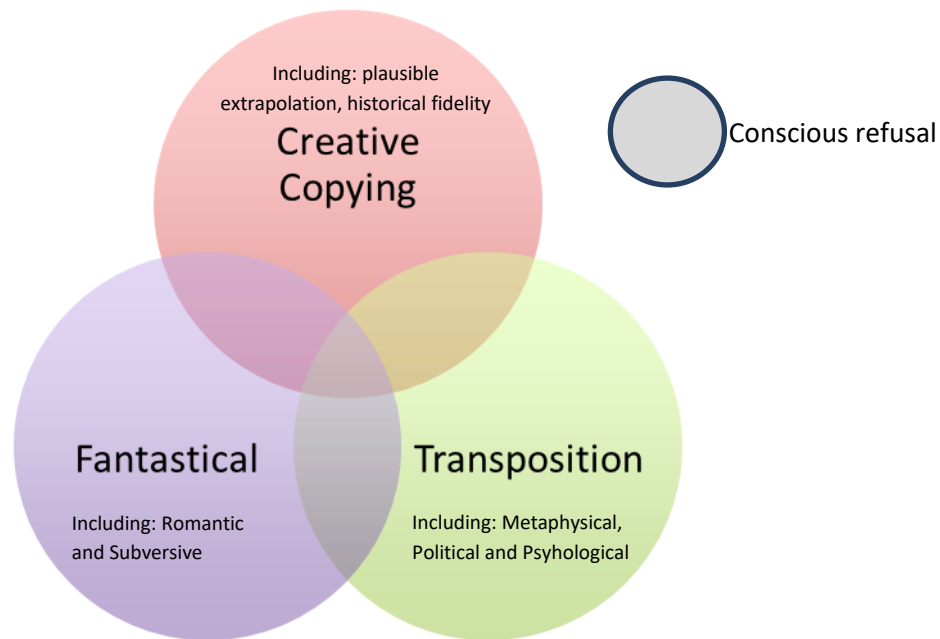 Including: plausible
extrapolation, historical fidelity
Creative
Copying
Conscious refusal
Fantastical
Including: Romantic
and Subversive
Transposition
Including: Metaphysical,
Political and Psyhological